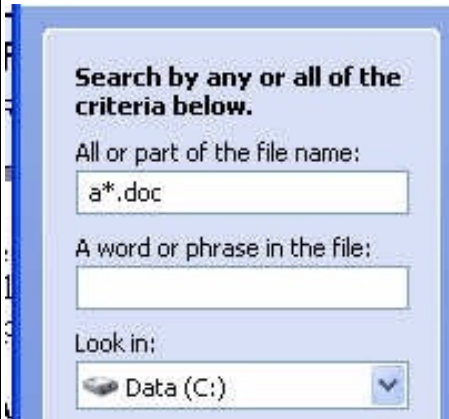 Search by any or all of the
criteria below.
All or part of the file name:
a*.doc
A word or phrase in the file:
Look in:
Data (C:)